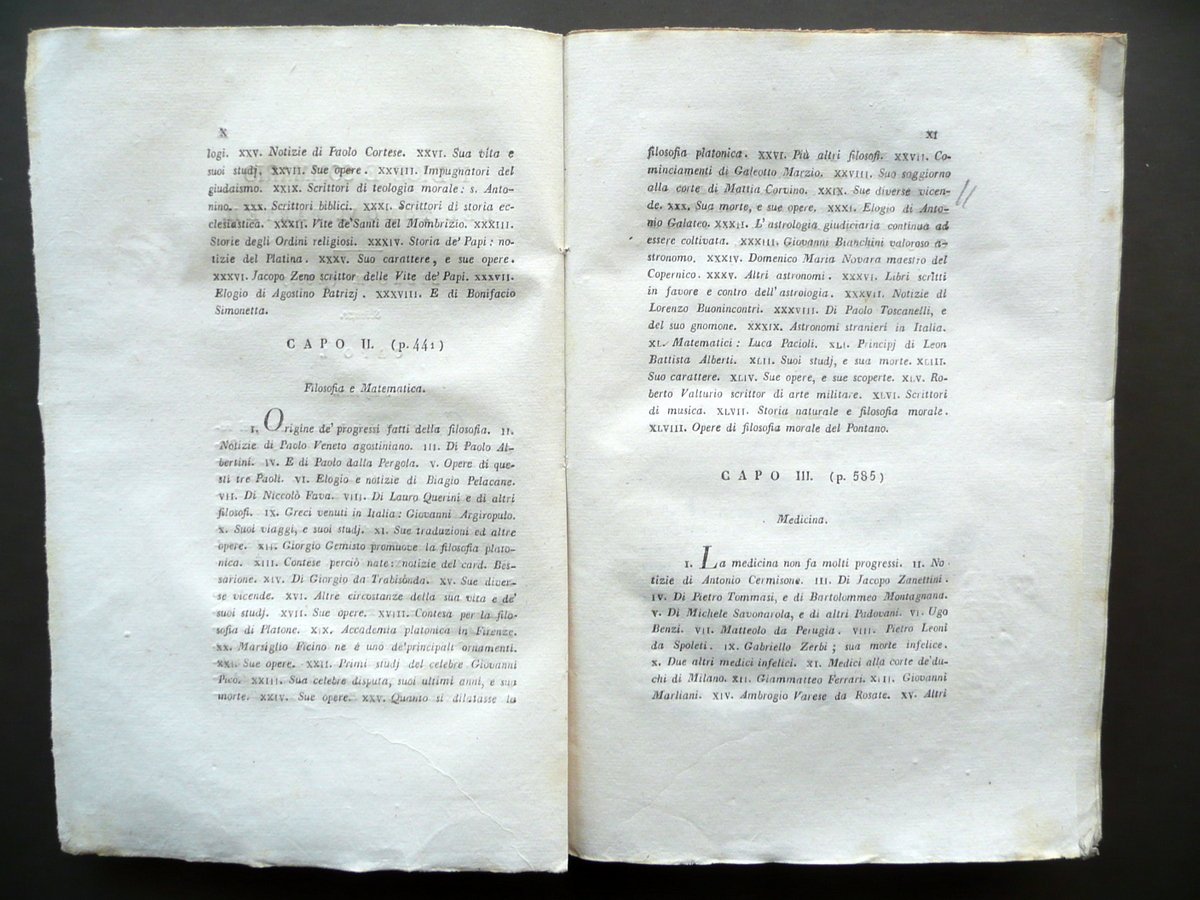 X
logi. XXV. Notizie di Paolo Cortese. XXVI. Sua vita e
suoi studj. XXVII. Sue opere. XXVIII. Impugnatori del
giudaismo. XXIX. Scrittori di teologia morale: s. Anto-
nino. XXX. Scrittori biblici. XXXI. Scrittori di storia ec-
clesiastica. XXXII. Vite de'Santi del Mombrizio. XXXIII.
Storie degli Ordini religiosi. XXXIV. Storia de' Papi: no-
tizie del Platina. XXXV. Suo carattere, e sue opere.
XXXVI. Jacopo Zeno scrittor delle Vite de' Papi. XXXVII.
Elogio di Agostino Patrizj. XXXVIII. E di Bonifacio
Simonetta.
CAPO II. (p. 441)
Filosofia e Matematica.
I. Origine de' progressi fatti della filosofia. II.
Notizie di Paolo Veneto agostiniano. III. Di Paolo Al-
bertini. IV. E di Paolo dalla Pergola. V. Opere di que-
sti tre Paoli. VI. Elogio e notizie di Biagio Pelacane.
VII. Di Niccolò Fava. VIII. Di Lauro Querini e di altri
filosofi. IX. Greci venuti in Italia: Giovanni Argiropulo.
X. Suoi viaggi, e suoi studj. XI. Sue traduzioni ed altre
opere. XII. Giorgio Gemisto promuove la filosofia plato-
nica. XIII. Contese perciò nate: notizie del card. Bes-
sarione. XIV. Di Giorgio da Trabisonda. XV. Sue diver-
se vicende. XVI. Altre circostanze della sua vita e de'
suoi studj. XVII. Sue opere. XVIII. Contesa per la filo-
sofia di Platone. XIX. Accademia platonica in Firenze.
XX. Marsiglio Ficino ne è uno de'principali ornamenti.
XXI. Sue opere. XXII. Primi studj del celebre Giovanni
Pico. XXIII. Sua celebre disputa, suoi ultimi anni, e sua
morte. XXIV. Sue opere. XXV. Quanto si dilatasse la
XI
filosofia platonica. XXVI. Più altri filosofi. XXVII. Co-
minciamenti di Galeotto Marzio. XXVIII. Suo soggiorno
alla corte di Mattia Corvino. XXIX. Sue diverse vicen-
de. XXX. Sua morte, e sue opere. XXXI. Elogio di Anto-
nio Galateo. XXXII. L'astrologia giudiciaria continua ad
essere coltivata. XXXIII. Giovanni Bianchini valoroso a-
stronomo. XXXIV. Domenico Maria Novara maestro del
Copernico. XXXV. Altri astronomi. XXXVI. Libri scritti
in favore e contro dell'astrologia. XXXVII. Notizie di
Lorenzo Buonincontri. XXXVIII. Di Paolo Toscanelli, e
del suo gnomone. XXXIX. Astronomi stranieri in Italia.
XL. Matematici: Luca Pacioli. XLI. Principj di Leon
Battista Alberti. XLII. Suoi studj, e sua morte. XLIII.
Suo carattere. XLIV. Sue opere, e sue scoperte. XLV. Ro-
berto Valturio scrittor di arte militare. XLVI. Scrittori
di musica. XLVII. Storia naturale e filosofia morale.
XLVIII. Opere di filosofia morale del Pontano.
CAPO III. (p. 585)
Medicina.
I. La medicina non fa molti progressi. II. No
tizie di Antonio Cermisone. III. Di Jacopo Zanettini.
IV. Di Pietro Tommasi, e di Bartolommeo Montagnana.
V. Di Michele Savonarola, e di altri Padovani. VI. Ugo
Benzi. VII. Matteolo da Perugia. VIII. Pietro Leoni
da Spoleti. IX. Gabriello Zerbi; sua morte infelice.
X. Due altri medici infelici. XI. Medici alla corte de'du-
chi di Milano. XII. Giammatteo Ferrari. XIII. Giovanni
Marliani. XIV. Ambrogio Varese da Rosate. XV. Altri